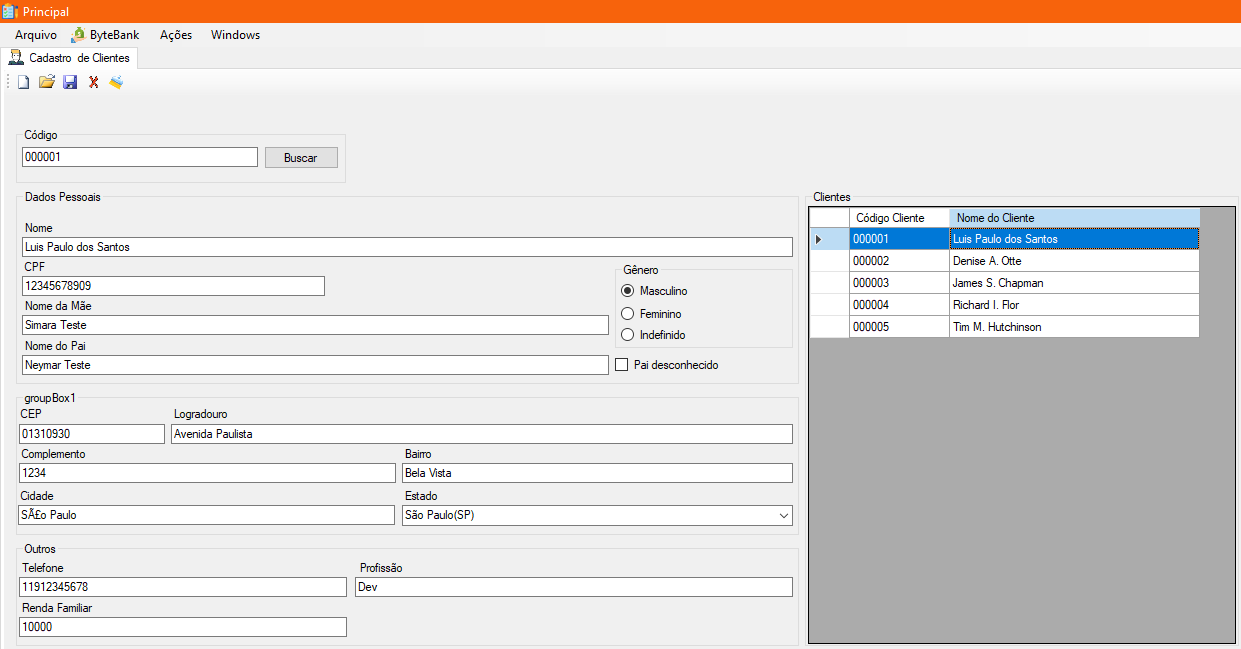 Principal
Arquivo ByteBank Ações Windows
Cadastro de Clientes
Código
000001 Buscar
Dados Pessoais
Nome
Luis Paulo dos Santos
CPF
12345678909
Nome da Mãe
Simara Teste
Nome do Pai
Neymar Teste
Gênero
Masculino
Feminino
Indefinido
Pai desconhecido
groupBox1
CEP Logradouro
01310930 Avenida Paulista
Complemento Bairro
1234 Bela Vista
Cidade Estado
SÃ£o Paulo São Paulo(SP)
Outros
Telefone Profissão
11912345678 Dev
Renda Familiar
10000
Clientes
Código Cliente Nome do Cliente
000001 Luis Paulo dos Santos
000002 Denise A. Otte
000003 James S. Chapman
000004 Richard I. Flor
000005 Tim M. Hutchinson